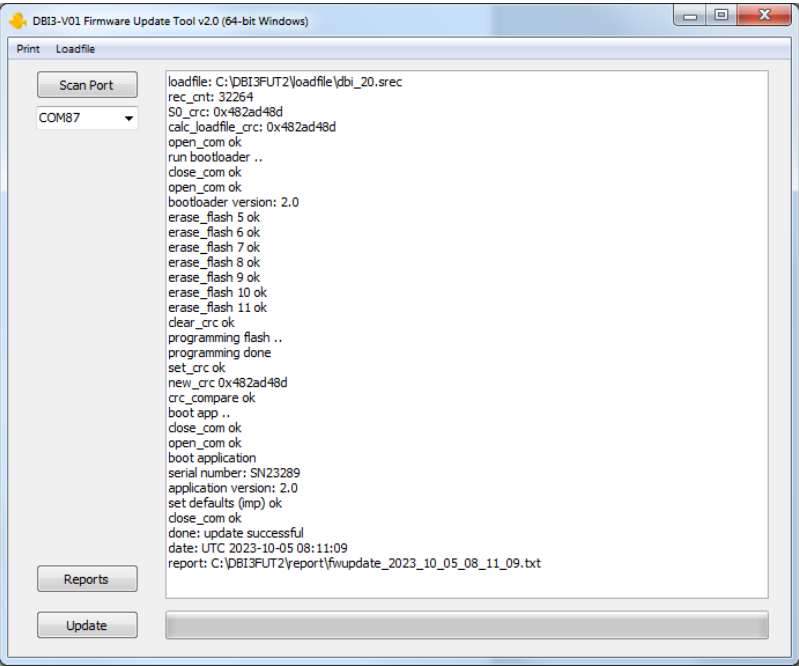 DBI3-V01 Firmware Update Tool v2.0 (64-bit Windows)
Print Loadfile
Scan Port
COM87
loadfile: C:\DBI3FUT2\loadfile\dbi_20.srec
rec_cnt: 32264
S0_crc: 0x482ad48d
calc_loadfile_crc: 0x482ad48d
open_com ok
run bootloader ..
close_com ok
open_com ok
bootloader version: 2.0
erase_flash 5 ok
erase_flash 6 ok
erase_flash 7 ok
erase_flash 8 ok
erase_flash 9 ok
erase_flash 10 ok
erase_flash 11 ok
clear_crc ok
programming flash ..
programming done
set_crc ok
new_crc 0x482ad48d
crc_compare ok
boot app ..
close_com ok
open_com ok
boot application
serial number: SN23289
application version: 2.0
set defaults (imp) ok
close_com ok
done: update successful
date: UTC 2023-10-05 08:11:09
report: C:\DBI3FUT2\report\fwupdate_2023_10_05_08_11_09.txt
Reports
Update